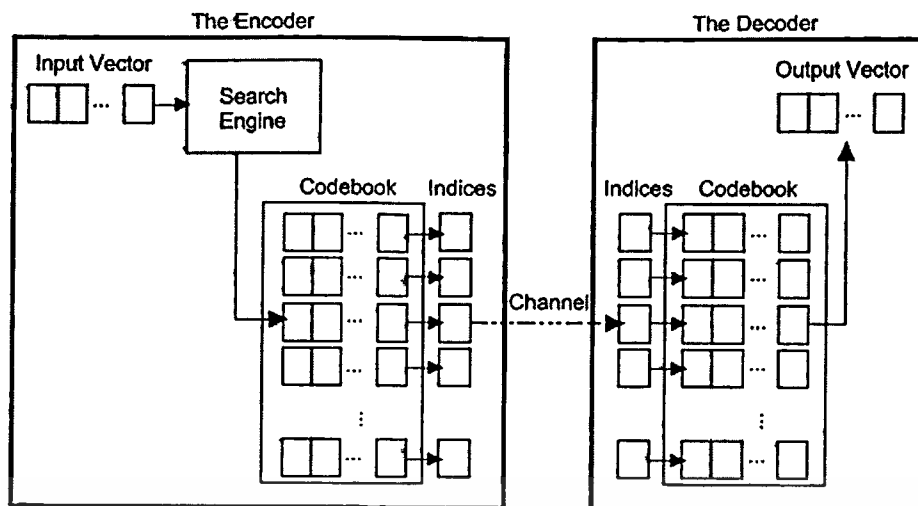 The Encoder
Input Vector
...
Search
Engine
Codebook
Indices
...
...
...
...
...
...
Channel
The Decoder
Output Vector
...
Indices
Codebook
...
...
...
...
...
...